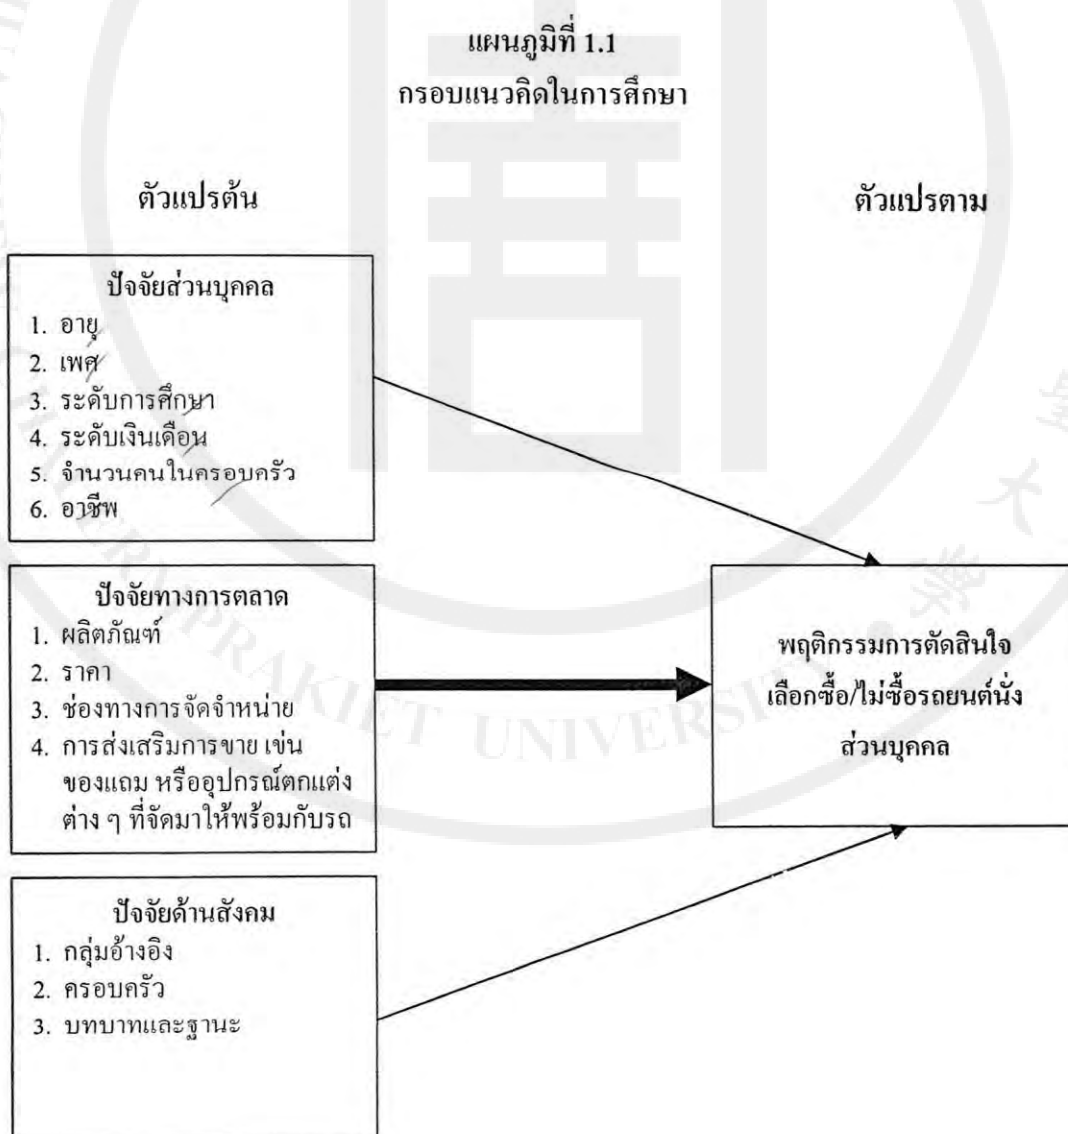 แผนภูมิที่ 1.1
กรอบแนวคิดในการศึกษา
ตัวแปรต้น
ตัวแปรตาม
ปัจจัยส่วนบุคคล
1. อายุ
2. เพศ
3. ระดับการศึกษา
4. ระดับเงินเดือน
5. จำนวนคนในครอบครัว
6. อาชีพ
ปัจจัยทางการตลาด
1. ผลิตภัณฑ์
2. ราคา
3. ช่องทางการจัดจำหน่าย
4. การส่งเสริมการขาย เช่น
ของแถม หรืออุปกรณ์ตกแต่ง
ต่าง ๆ ที่จัดมาให้พร้อมกับรถ
พฤติกรรมการตัดสินใจ
เลือกซื้อ/ไม่ซื้อรถยนต์นั่ง
ส่วนบุคคล
ปัจจัยด้านสังคม
1. กลุ่มอ้างอิง
2. ครอบครัว
3. บทบาทและฐานะ
PRAKIET UNIVERSITY